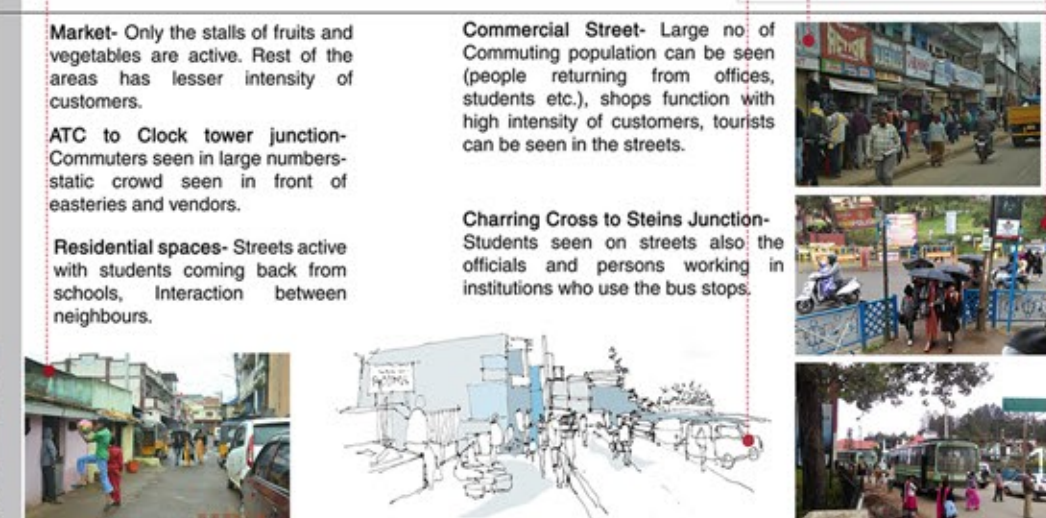 Market- Only the stalls of fruits and
vegetables are active. Rest of the
areas has lesser intensity of
customers.
ATC to Clock tower junction-
Commuters seen in large numbers-
static crowd seen in front of
easteries and vendors.
Residential spaces- Streets active
with students coming back from
schools, Interaction between
neighbours.
Commercial Street- Large no of
Commuting population can be seen
(people returning from offices,
students etc.), shops function with
high intensity of customers, tourists
can be seen in the streets.
Charring Cross to Steins Junction-
Students seen on streets also the
officials and persons working in
institutions who use the bus stops.